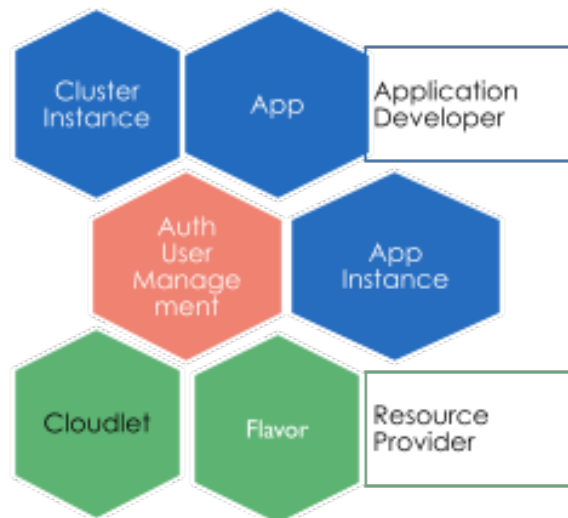 Cluster
Instance
App
Application
Developer
Auth
User
Manage
ment
App
Instance
Cloudlet
Flavor
Resource
Provider